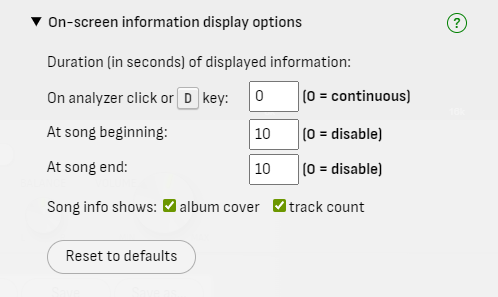 ▼ On-screen information display options ?
Duration (in seconds) of displayed information:
On analyzer click or D key: 0 (0 = continuous)
At song beginning: 10 (0 = disable)
At song end: 10 (0 = disable)
Song info shows: album cover track count
Reset to defaults